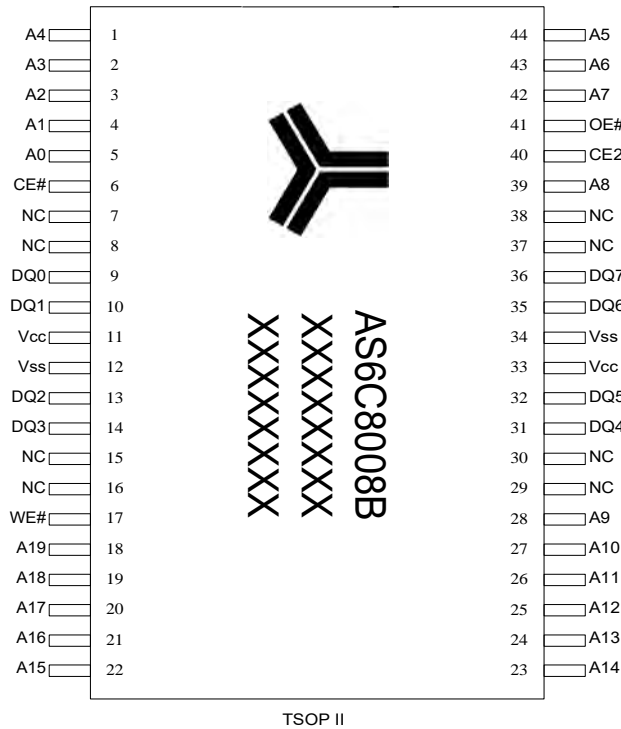 A4 1 44 A5
A3 2 43 A6
A2 3 42 A7
A1 4 41 OE#
A0 5 40 CE2
CE# 6 39 A8
NC 7 38 NC
NC 8 37 NC
DQ0 9 36 DQ7
DQ1 10 35 DQ6
Vcc 11 34 Vss
Vss 12 33 Vcc
DQ2 13 32 DQ5
DQ3 14 31 DQ4
NC 15 30 NC
NC 16 29 NC
WE# 17 28 A9
A19 18 27 A10
A18 19 26 A11
A17 20 25 A12
A16 21 24 A13
A15 22 23 A14
AS6C8008B
XXXXXXXX
XXXXXXXX
TSOP II